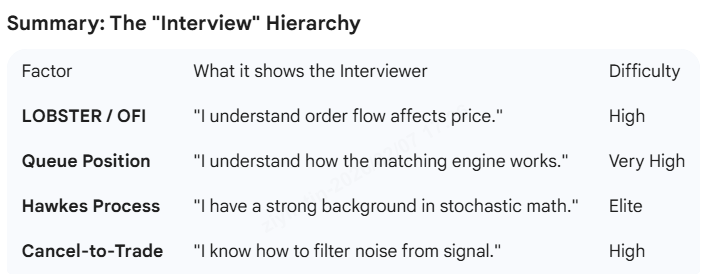 Summary: The "Interview" Hierarchy
Factor What it shows the Interviewer Difficulty
LOBSTER / OFI "I understand order flow affects price." High
Queue Position "I understand how the matching engine works." Very High
Hawkes Process "I have a strong background in stochastic math." Elite
Cancel-to-Trade "I know how to filter noise from signal." High